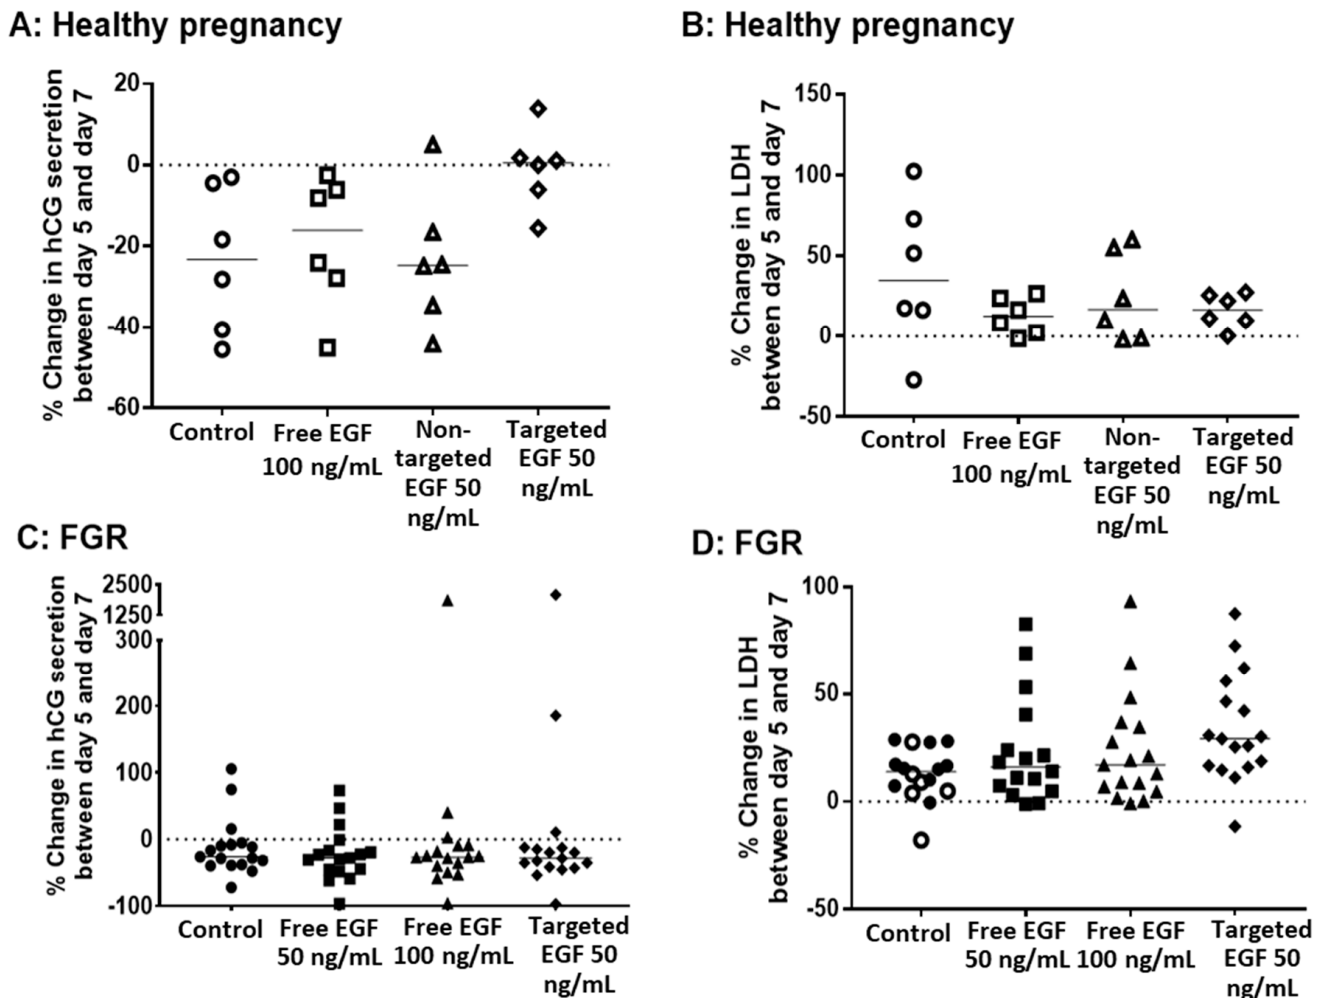 A: Healthy pregnancy
% Change in hCG secretion
between day 5 and day 7
20
0
-20
-40
-60
Control
Free EGF
100 ng/mL
Non-
targeted
EGF 50
ng/mL
Targeted
EGF 50
ng/mL
B: Healthy pregnancy
% Change in LDH
between day 5 and day 7
150
100
50
0
-50
Control
Free EGF
100 ng/mL
Non-
targeted
EGF 50
ng/mL
Targeted
EGF 50
ng/mL
C: FGR
% Change in hCG secretion
between day 5 and day 7
2500
1250
300
200
100
0
-100
Control
Free EGF
50 ng/mL
Free EGF
100 ng/mL
Targeted
EGF 50
ng/mL
D: FGR
% Change in LDH
between day 5 and day 7
100
50
0
-50
Control
Free EGF
50 ng/mL
Free EGF
100 ng/mL
Targeted
EGF 50
ng/mL